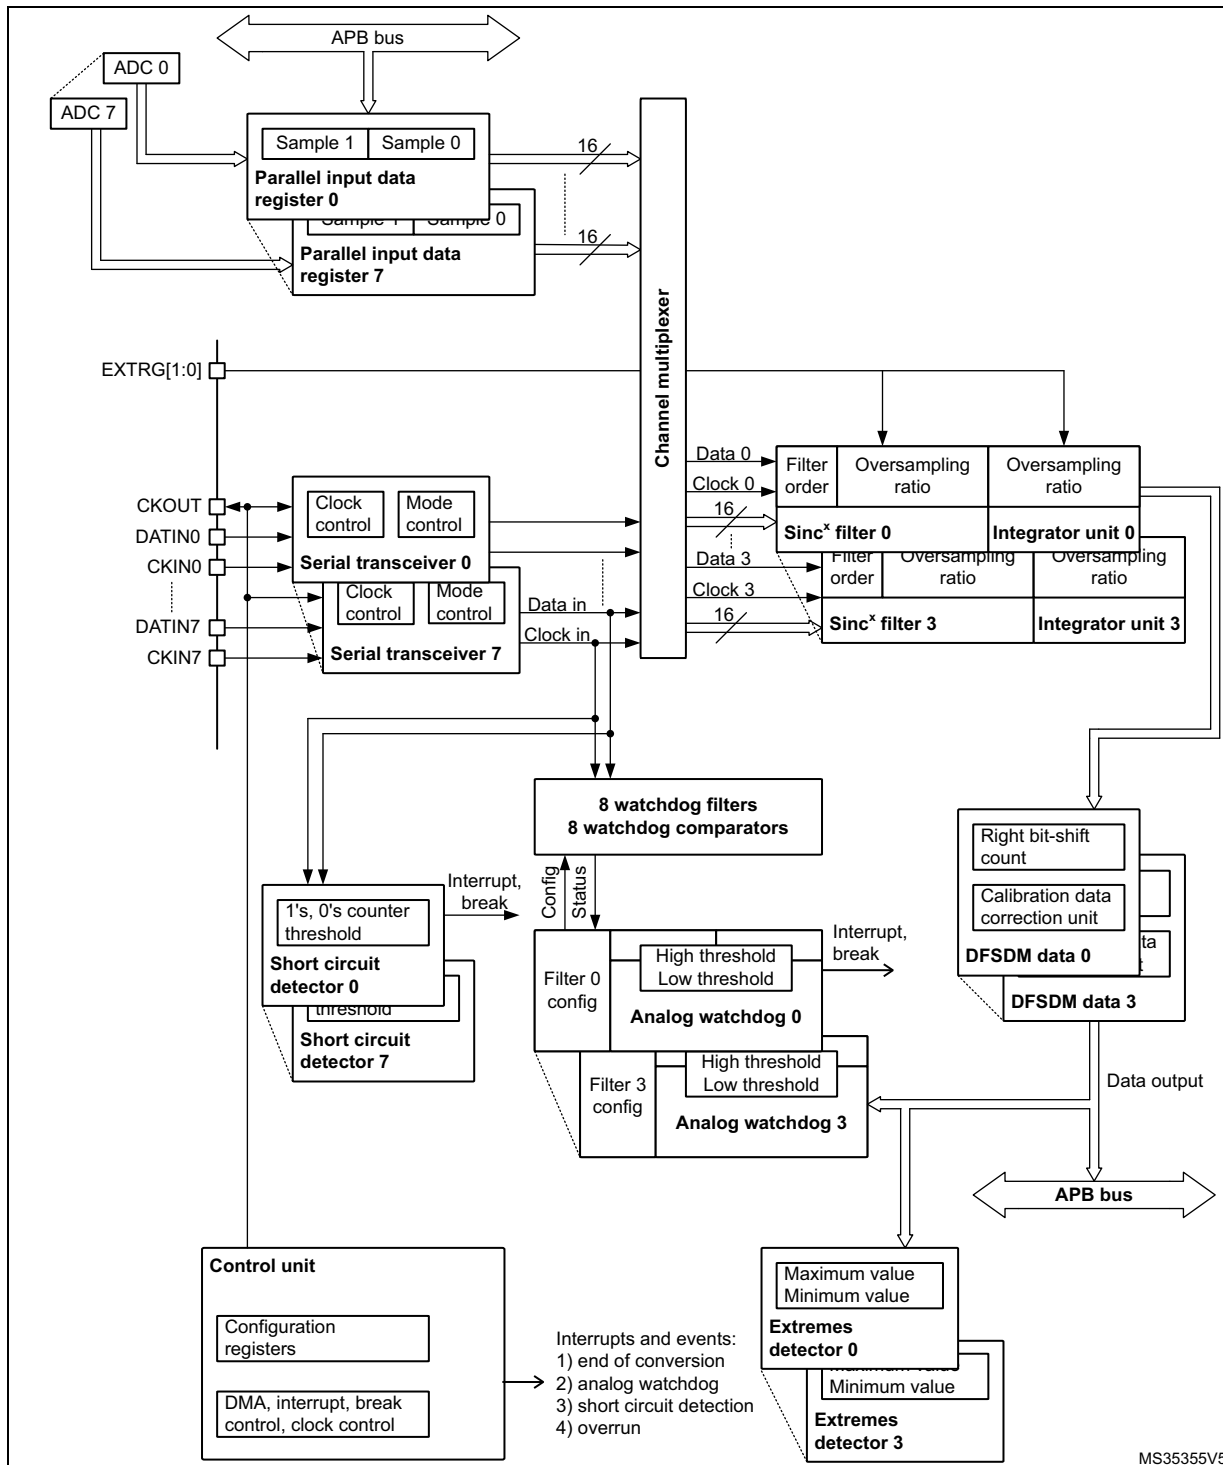 APB bus
ADC 0
ADC 7
Sample 1 Sample 0
Parallel input data
register 0
Sample 1 Sample 0
Parallel input data
register 7
16
16
Channel multiplexer
EXTRG[1:0]
CKOUT
DATIN0
CKIN0
DATIN7
CKIN7
Clock
control
Mode
control
Serial transceiver 0
Clock
control
Mode
control
Serial transceiver 7
Data in
Clock in
Data 0
Clock 0
16
Data 3
Clock 3
16
Filter
order
Oversampling
ratio
Oversampling
ratio
Sincx filter 0
Integrator unit 0
Filter
order
Oversampling
ratio
Oversampling
ratio
Sincx filter 3
Integrator unit 3
8 watchdog filters
8 watchdog comparators
Config
Status
Interrupt,
break
1's, 0's counter
threshold
Short circuit
detector 0
threshold
Short circuit
detector 7
Filter 0
config
High threshold
Low threshold
Analog watchdog 0
Interrupt,
break
Filter 3
config
High threshold
Low threshold
Analog watchdog 3
Right bit-shift
count
Calibration data
correction unit
DFSDM data 0
DFSDM data 3
Data output
APB bus
Control unit
Configuration
registers
DMA, interrupt, break
control, clock control
Interrupts and events:
1) end of conversion
2) analog watchdog
3) short circuit detection
4) overrun
Maximum value
Minimum value
Extremes
detector 0
Maximum value
Minimum value
Extremes
detector 3
MS35355V5